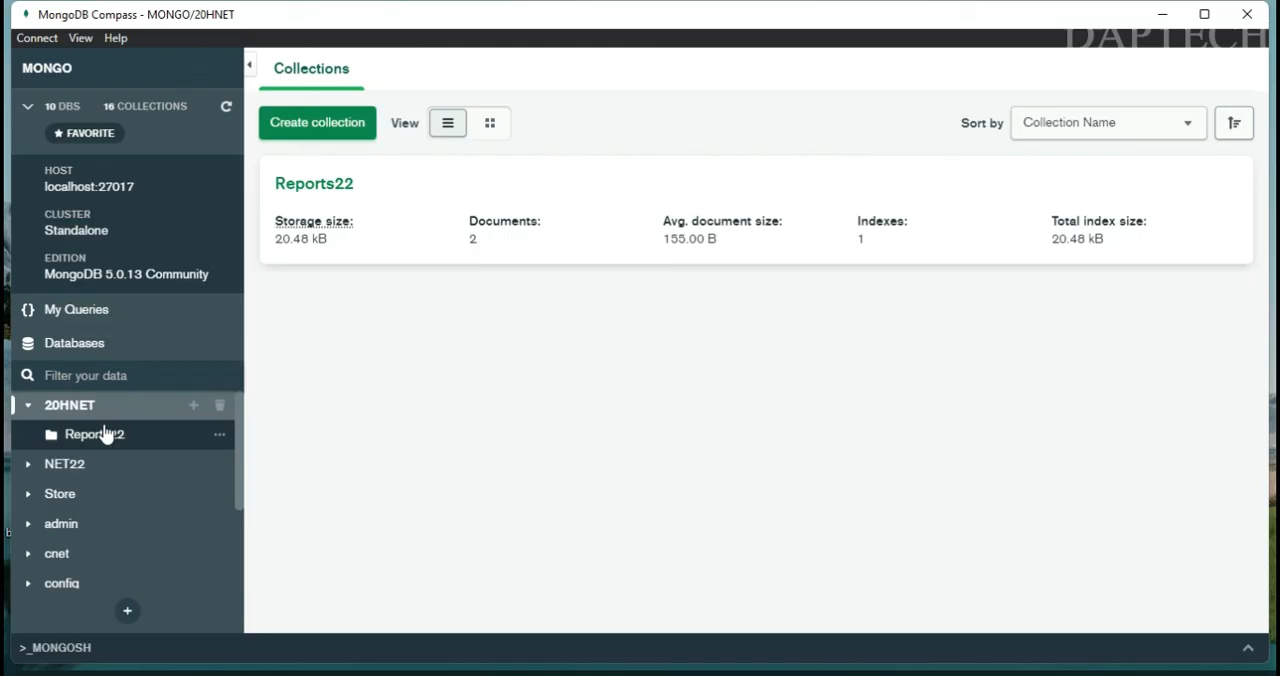 MongoDB Compass - MONGO/20HNET
Connect View Help
DAPTECH
MONGO
10 DBS 16 COLLECTIONS
★ FAVORITE
HOST
localhost:27017
CLUSTER
Standalone
EDITION
MongoDB 5.0.13 Community
{} My Queries
Databases
Filter your data
20HNET
NET22
Store
admin
cnet
config
+
>_MONGOSH
Collections
Create collection View Sort by Collection Name
Reports22
Storage size: Documents: Avg. document size: Indexes: Total index size:
20.48 kB 2 155.00 B 1 20.48 kB